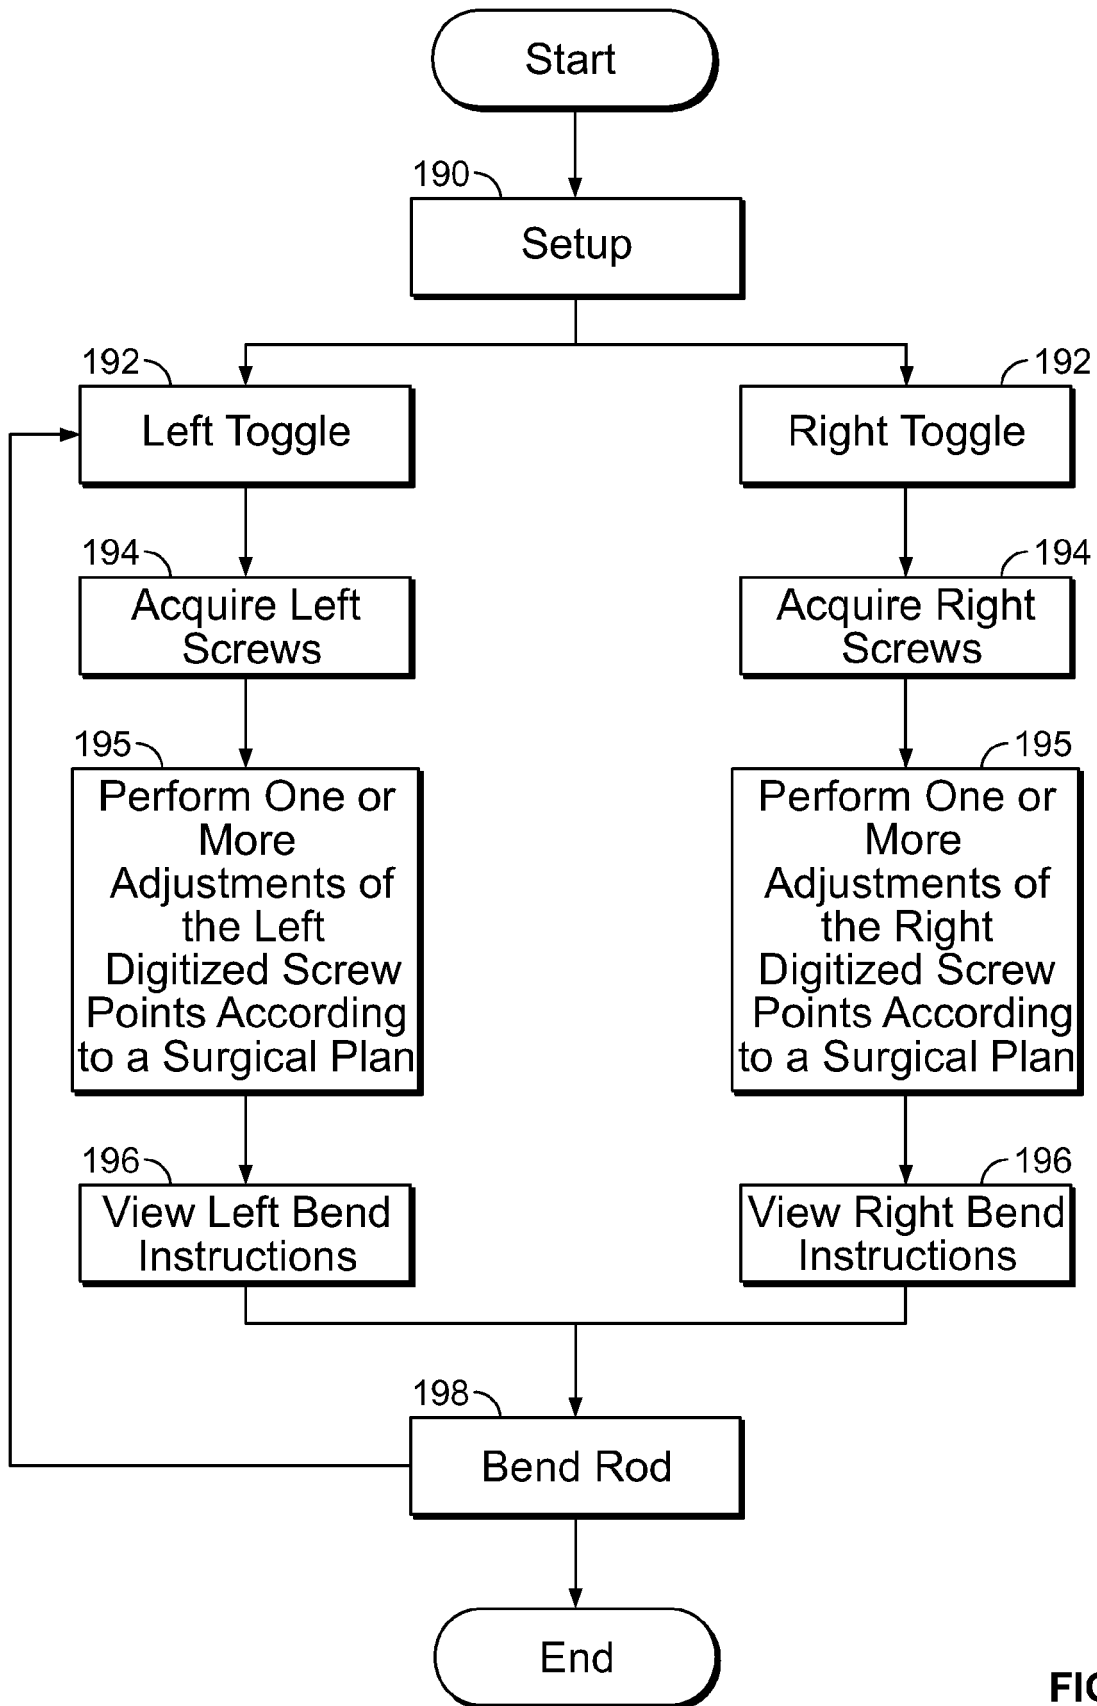 Start
190
Setup
192
Left Toggle
192
Right Toggle
194
Acquire Left
Screws
194
Acquire Right
Screws
195
Perform One or
More
Adjustments of
the Left
Digitized Screw
Points According
to a Surgical Plan
195
Perform One or
More
Adjustments of
the Right
Digitized Screw
Points According
to a Surgical Plan
196
View Left Bend
Instructions
196
View Right Bend
Instructions
198
Bend Rod
End
FIG